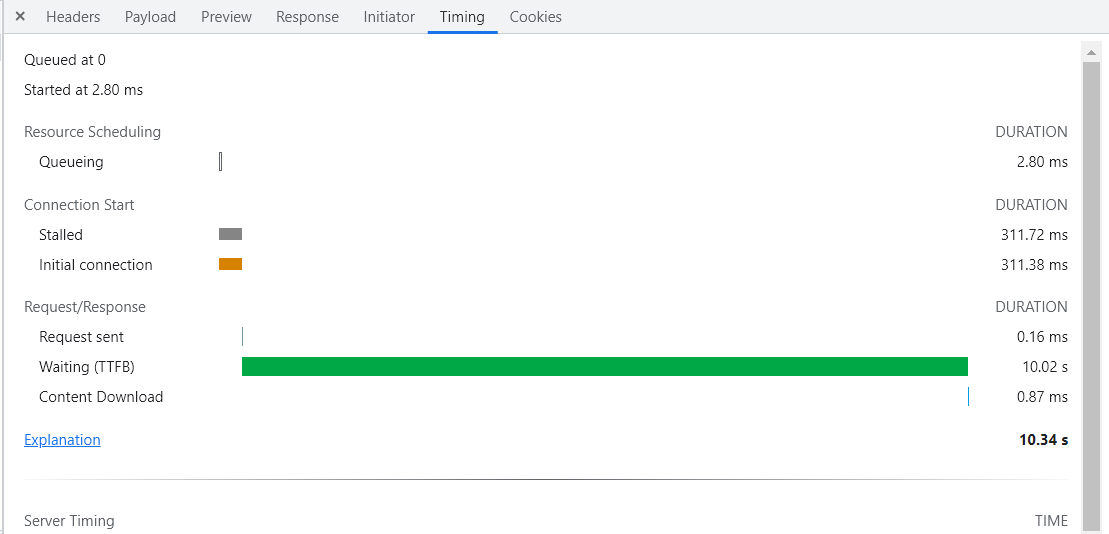 × Headers Payload Preview Response Initiator Timing Cookies
Queued at 0
Started at 2.80 ms
Resource Scheduling DURATION
Queueing 2.80 ms
Connection Start DURATION
Stalled 311.72 ms
Initial connection 311.38 ms
Request/Response DURATION
Request sent 0.16 ms
Waiting (TTFB) 10.02 s
Content Download 0.87 ms
Explanation 10.34 s
Server Timing TIME